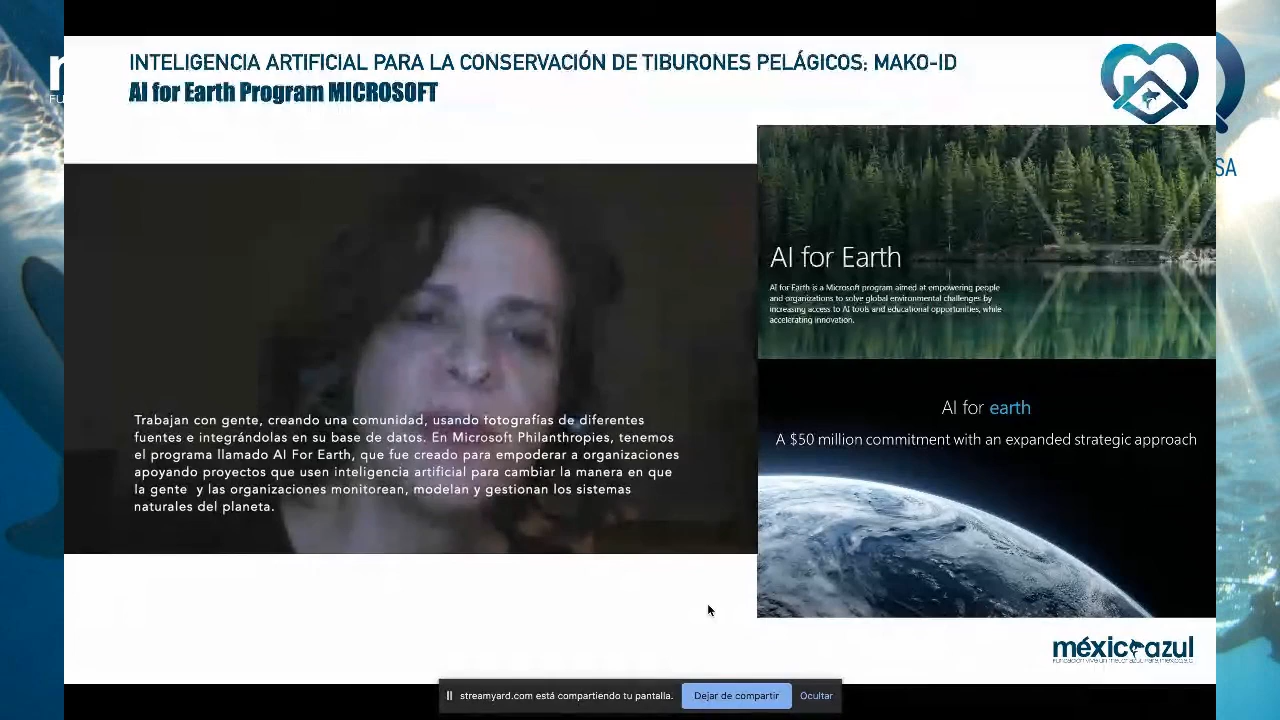 INTELIGENCIA ARTIFICIAL PARA LA CONSERVACIÓN DE TIBURONES PELÁGICOS: MAKO-ID
AI for Earth Program MICROSOFT
SA
AI for Earth
AI for Earth is a Microsoft program aimed at empowering people
and organizations to solve global environmental challenges by
increasing access to AI tools and educational opportunities, while
accelerating innovation.
AI for earth
A $50 million commitment with an expanded strategic approach
Trabajan con gente, creando una comunidad, usando fotografías de diferentes
fuentes e integrándolas en su base de datos. En Microsoft Philanthropies, tenemos
el programa llamado AI For Earth, que fue creado para empoderar a organizaciones
apoyando proyectos que usen inteligencia artificial para cambiar la manera en que
la gente y las organizaciones monitorean, modelan y gestionan los sistemas
naturales del planeta.
méxicoazul
streamyard.com está compartiendo tu pantalla.
Dejar de compartir
Ocultar